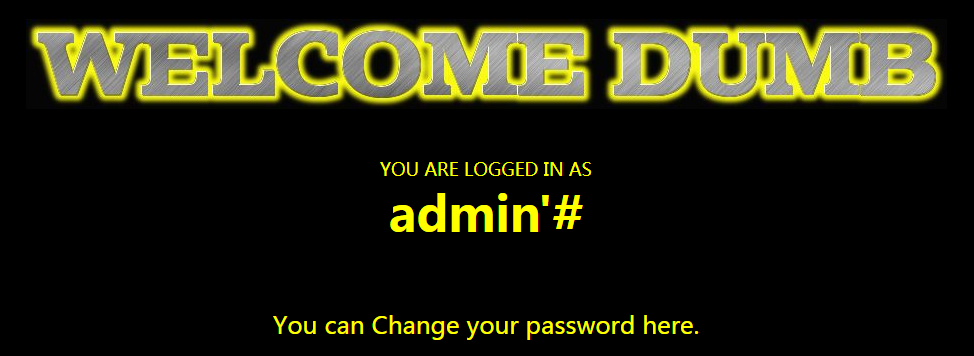 WELCOME DUMB
YOU ARE LOGGED IN AS
admin'#
You can Change your password here.